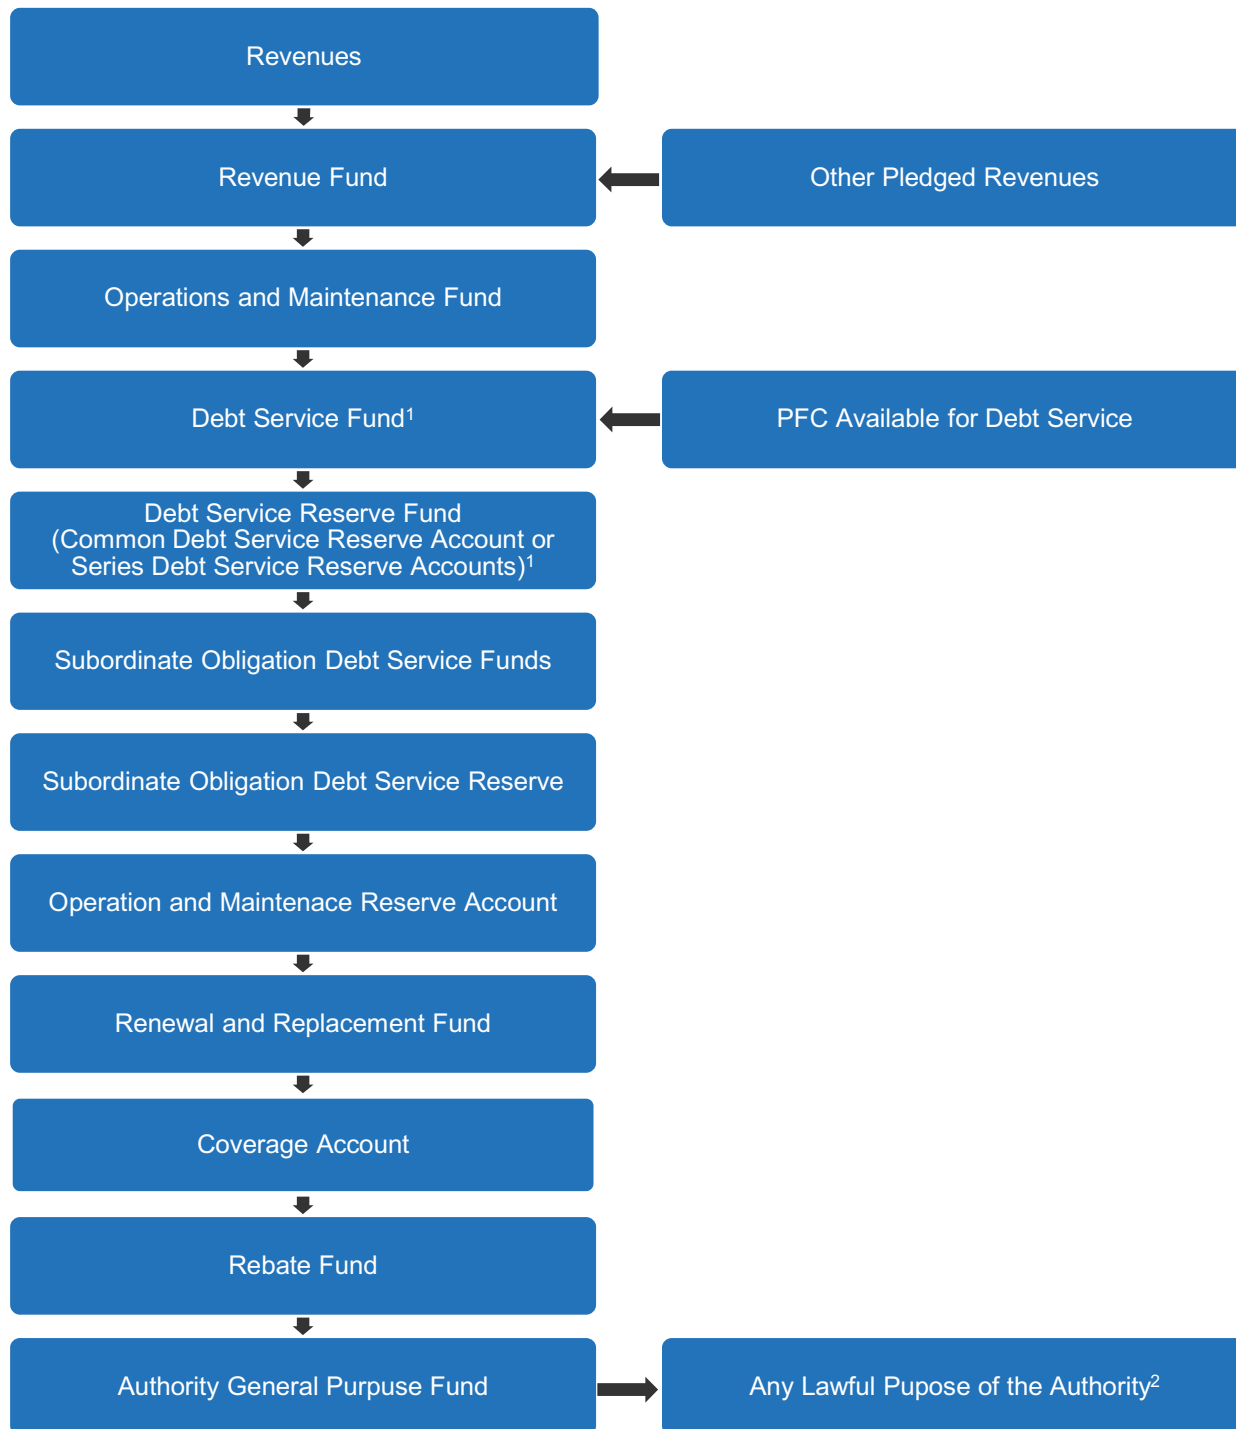 Revenues
Revenue Fund
Other Pledged Revenues
Operations and Maintenance Fund
Debt Service Fund¹
PFC Available for Debt Service
Debt Service Reserve Fund
(Common Debt Service Reserve Account or
Series Debt Service Reserve Accounts)¹
Subordinate Obligation Debt Service Funds
Subordinate Obligation Debt Service Reserve
Operation and Maintenace Reserve Account
Renewal and Replacement Fund
Coverage Account
Rebate Fund
Authority General Purpuse Fund
Any Lawful Pupose of the Authority²